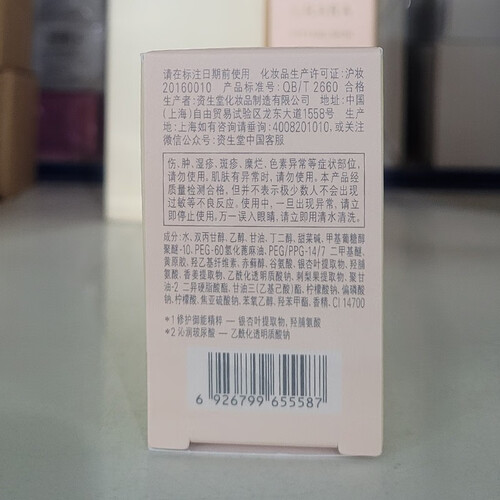 请在标注日期前使用 化妆品生产许可证:沪妆
20160010 产品标准号: QB/T 2660 合格
生产者: 资生堂化妆品制造有限公司 地址: 中国
(上海)自由贸易试验区龙东大道1558号 生产
地: 上海如有咨询请垂询: 4008201010, 或关注
微信公众号: 资生堂中国客服
伤、肿、湿疹、斑疹、糜烂、色素异常等症状部位,
请勿使用, 肌肤有异常时, 请勿使用, 本产品经
质量检测合格, 但并不表示极少数人不会出现
过敏等不良反应, 使用中, 一旦出现异常, 请立
即停止使用, 万一误入眼睛, 请立即用清水清洗。
成分:水、双丙甘醇、乙醇、甘油、丁二醇、甜菜碱、甲基葡糖醇
聚醚-10、PEG-60氢化蓖麻油、PEG/PPG-14/7 二甲基醚、
黄原胶、羟乙基纤维素、赤藓醇、谷氨酸、银杏叶提取物、羟脯
氨酸、香姜提取物、乙酰化透明质酸钠、刺梨果提取物、聚甘
油-2 二异硬脂酸酯、甘油三(乙基己酸)酯、柠檬酸钠、偏磷酸
钠、柠檬酸、焦亚硫酸钠、苯氧乙醇、羟苯甲酯、香精、CI 14700
*1 修护御能精粹 — 银杏叶提取物, 羟脯氨酸
*2 沁润玻尿酸 — 乙酰化透明质酸钠
6 926799 655587